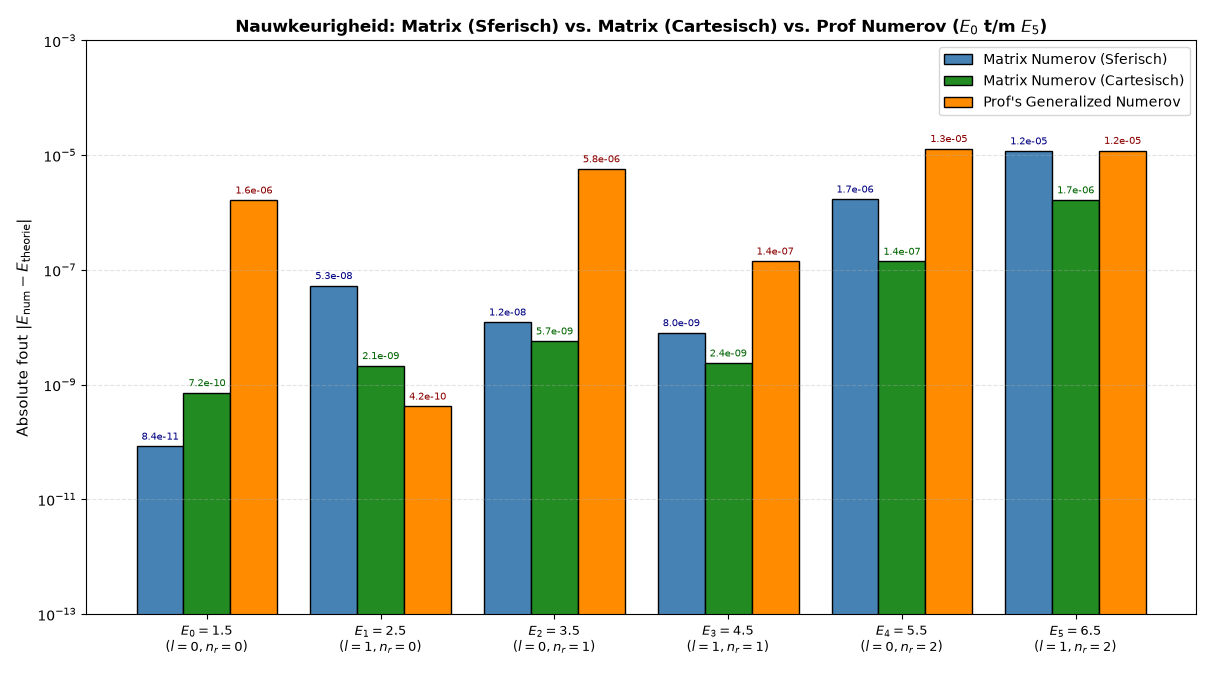 Nauwkeurigheid: Matrix (Sferisch) vs. Matrix (Cartesisch) vs. Prof Numerov (E₀ t/m E₅)
Matrix Numerov (Sferisch)
Matrix Numerov (Cartesisch)
Prof's Generalized Numerov
Absolute fout |E_num − E_theorie|
10⁻³
10⁻⁵
10⁻⁷
10⁻⁹
10⁻¹¹
10⁻¹³
8.4e-11
7.2e-10
1.6e-06
5.3e-08
2.1e-09
4.2e-10
1.2e-08
5.7e-09
5.8e-06
8.0e-09
2.4e-09
1.4e-07
1.7e-06
1.4e-07
1.3e-05
1.2e-05
1.7e-06
1.2e-05
E₀ = 1.5
(l = 0, nᵣ = 0)
E₁ = 2.5
(l = 1, nᵣ = 0)
E₂ = 3.5
(l = 0, nᵣ = 1)
E₃ = 4.5
(l = 1, nᵣ = 1)
E₄ = 5.5
(l = 0, nᵣ = 2)
E₅ = 6.5
(l = 1, nᵣ = 2)